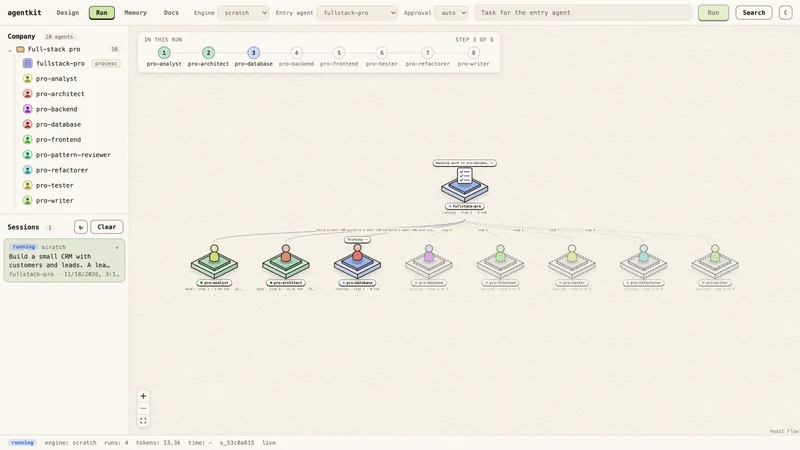 agentkit Design Run Memory Docs Engine scratch Entry agent fullstack-pro Approval auto Task for the entry agent Run Search C
Company 10 agents
Full-stack pro 10
fullstack-pro process
pro-analyst
pro-architect
pro-backend
pro-database
pro-frontend
pro-pattern-reviewer
pro-refactorer
pro-tester
pro-writer
Sessions 1 Clear
running scratch
Build a small CRM with
customers and leads. A lea…
fullstack-pro · 11/18/2026, 3:1…
IN THIS RUN STEP 3 OF 8
1 2 3 4 5 6 7 8
pro-analyst pro-architect pro-database pro-backend pro-frontend pro-tester pro-refactorer pro-writer
fullstack-pro
Thinking
pro-analyst pro-architect pro-database pro-backend pro-frontend pro-tester pro-refactorer pro-writer
React Flow
running engine: scratch runs: 4 tokens: 13.3k time: – s_53c0a615 live